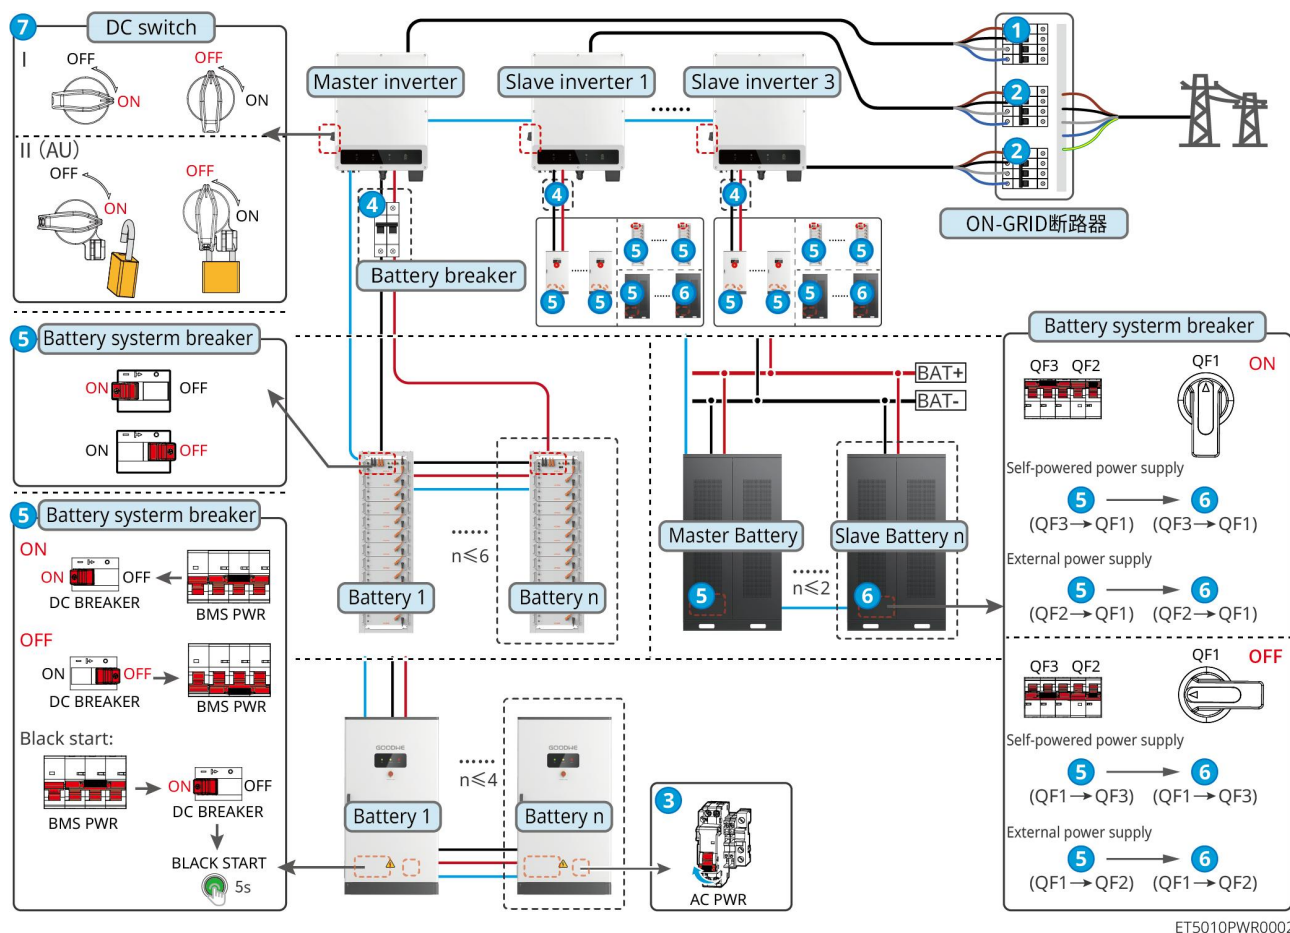 7
DC switch
I
OFF
ON
OFF
ON
II (AU)
OFF
ON
OFF
ON
Master inverter
Slave inverter 1
Slave inverter 3
1
2
2
ON-GRID断路器
4
Battery breaker
4
4
5
5
5
5
5
6
5
5
5
5
5
6
5
Battery systerm breaker
ON
OFF
ON
OFF
5
Battery systerm breaker
ON
ON
OFF
DC BREAKER
BMS PWR
OFF
ON
OFF
DC BREAKER
BMS PWR
Black start:
BMS PWR
ON
OFF
DC BREAKER
BLACK START
5s
n≤6
Battery 1
Battery n
BAT+
BAT-
Master Battery
Slave Battery n
n≤2
5
6
GOODWE
GOODWE
n≤4
Battery 1
Battery n
3
AC PWR
Battery systerm breaker
QF3 QF2
QF1
ON
Self-powered power supply
5
6
(QF3→QF1) (QF3→QF1)
External power supply
5
6
(QF2→QF1) (QF2→QF1)
QF3 QF2
QF1
OFF
Self-powered power supply
5
6
(QF1→QF3) (QF1→QF3)
External power supply
5
6
(QF1→QF2) (QF1→QF2)
ET5010PWR0002